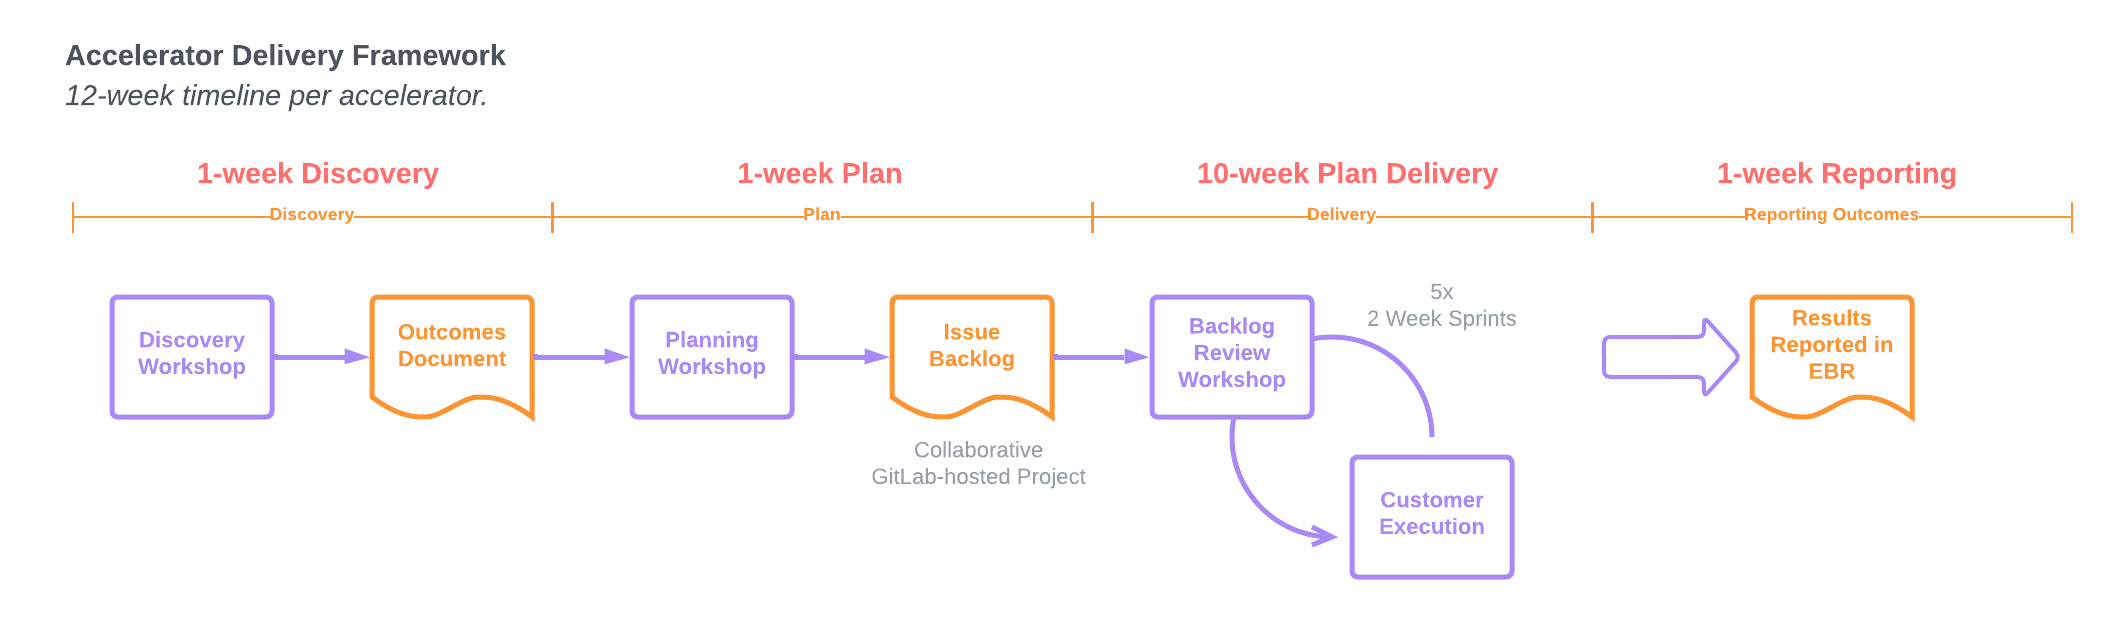 Accelerator Delivery Framework
12-week timeline per accelerator.
1-week Discovery
1-week Plan
10-week Plan Delivery
1-week Reporting
Discovery
Plan
Delivery
Reporting Outcomes
Discovery
Workshop
Outcomes
Document
Planning
Workshop
Issue
Backlog
Collaborative
GitLab-hosted Project
Backlog
Review
Workshop
5x
2 Week Sprints
Customer
Execution
Results
Reported in
EBR